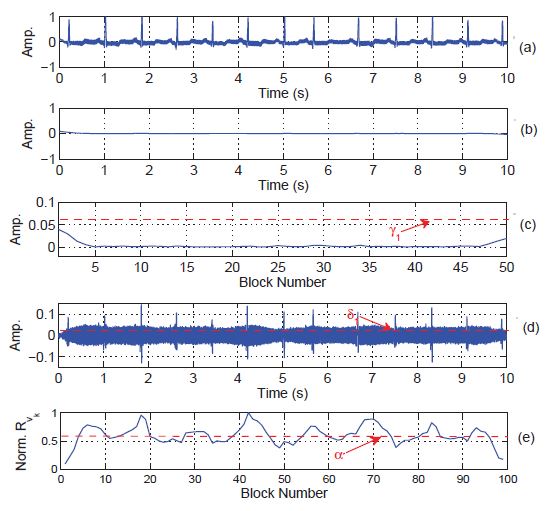 1
0
−1
Amp.
0 1 2 3 4 5 6 7 8 9 10
Time (s)
(a)
1
0
−1
Amp.
0 1 2 3 4 5 6 7 8 9 10
Time (s)
(b)
0.1
0.05
0
Amp.
γ1
5 10 15 20 25 30 35 40 45 50
Block Number
(c)
0.1
0
−0.1
Amp.
δ1
0 1 2 3 4 5 6 7 8 9 10
Time (s)
(d)
1
0.5
0
Norm. Rvk
α
0 10 20 30 40 50 60 70 80 90 100
Block Number
(e)